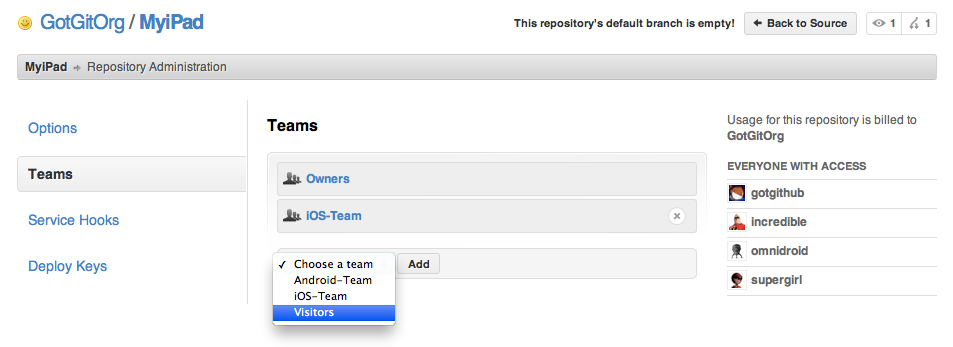 GotGitOrg / MyiPad
This repository's default branch is empty!
Back to Source
1
1
MyiPad
Repository Administration
Options
Teams
Service Hooks
Deploy Keys
Teams
Owners
iOS-Team
✓ Choose a team
Android-Team
iOS-Team
Visitors
Add
Usage for this repository is billed to
GotGitOrg
EVERYONE WITH ACCESS
gotgithub
incredible
omnidroid
supergirl